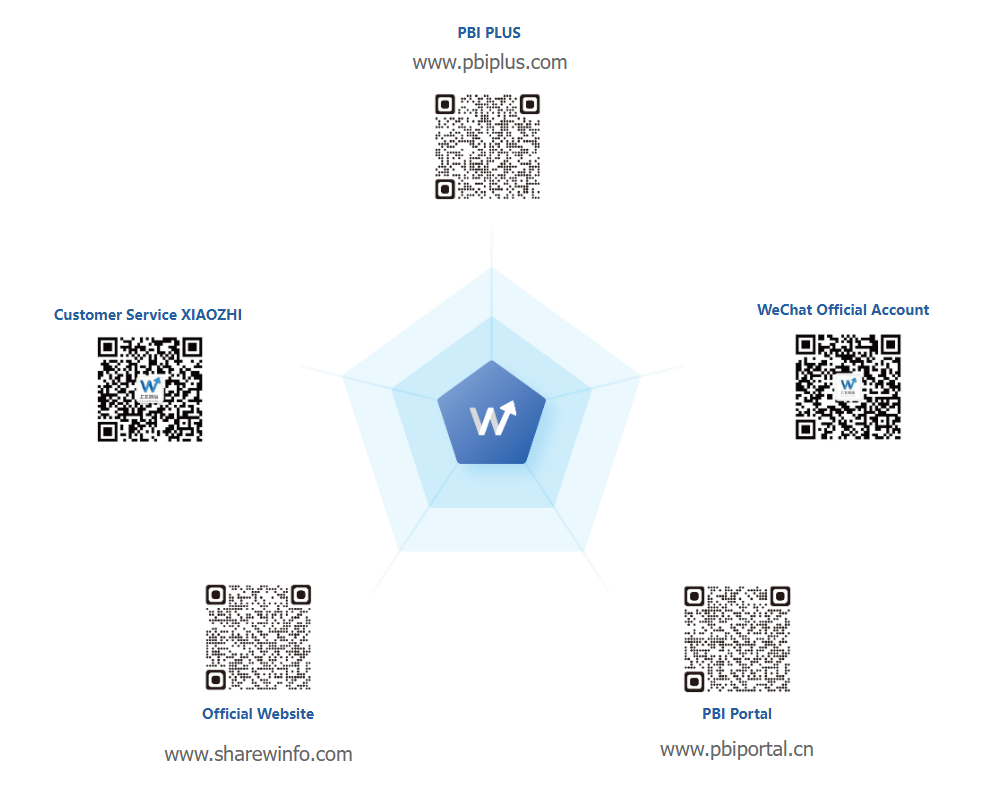 PBI PLUS
www.pbiplus.com
Customer Service XIAOZHI
WeChat Official Account
W
W
W
Official Website
www.sharewinfo.com
PBI Portal
www.pbiportal.cn